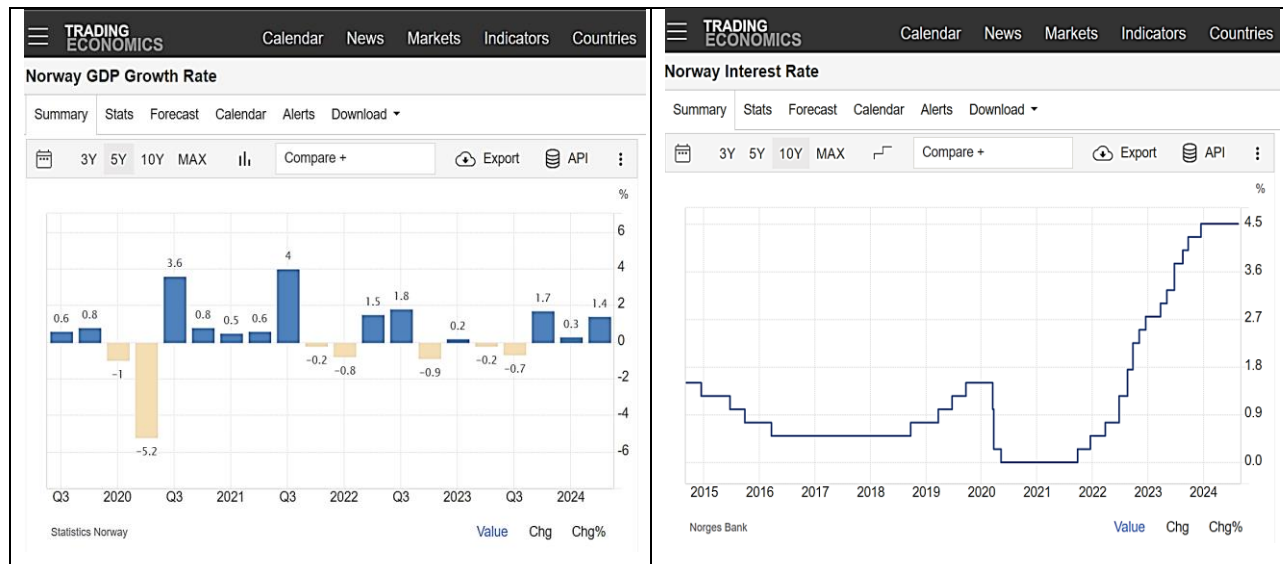 TRADING
ECONOMICS
Calendar News Markets Indicators Countries
Norway GDP Growth Rate
Summary Stats Forecast Calendar Alerts Download
3Y 5Y 10Y MAX Compare + Export API
%
6
4
2
0
-2
-4
-6
0.6 0.8 -1 -5.2 3.6 0.8 0.5 0.6 4 -0.2 -0.8 1.5 1.8 -0.9 0.2 -0.2 -0.7 1.7 0.3 1.4
Q3 2020 Q3 2021 Q3 2022 Q3 2023 Q3 2024
Statistics Norway Value Chg Chg%
TRADING
ECONOMICS
Calendar News Markets Indicators Countries
Norway Interest Rate
Summary Stats Forecast Calendar Alerts Download
3Y 5Y 10Y MAX Compare + Export API
%
4.5
3.6
2.7
1.8
0.9
0.0
2015 2016 2017 2018 2019 2020 2021 2022 2023 2024
Norges Bank Value Chg Chg%